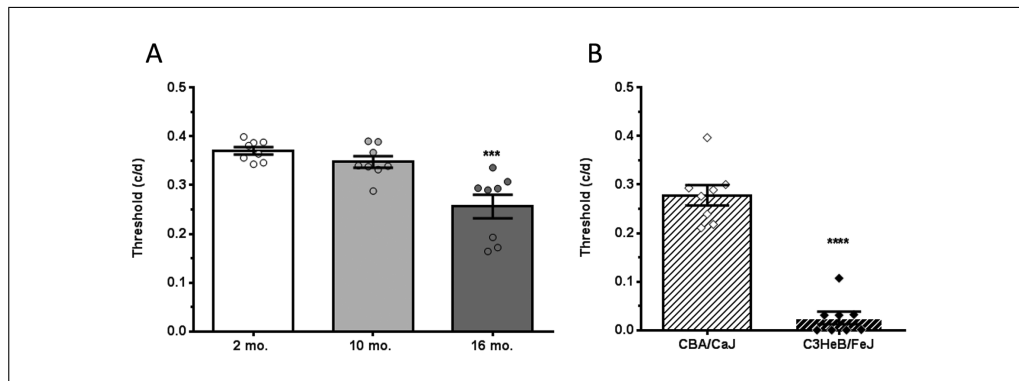 A
Threshold (c/d)
0.5
0.4
0.3
0.2
0.1
0.0
***
2 mo.
10 mo.
16 mo.
B
Threshold (c/d)
0.5
0.4
0.3
0.2
0.1
0.0
****
CBA/CaJ
C3HeB/FeJ